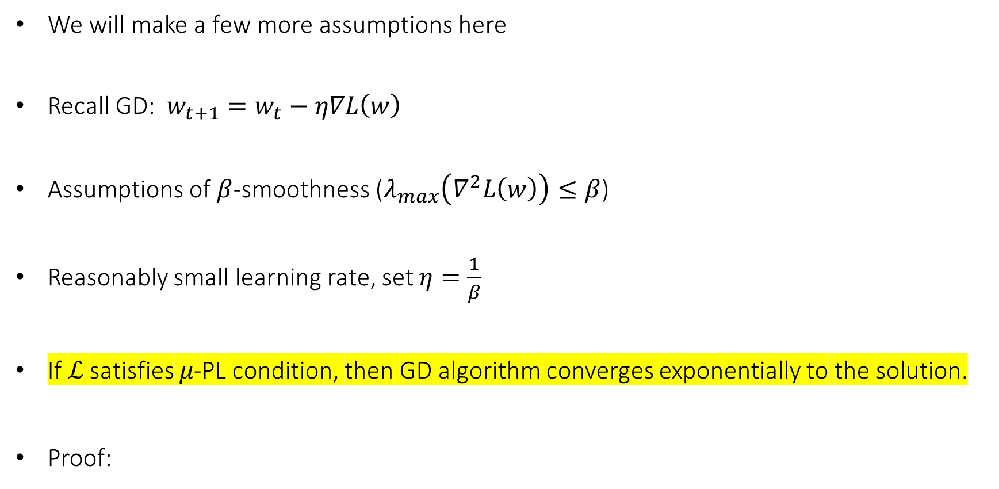 • We will make a few more assumptions here
• Recall GD: $w_{t+1} = w_t - \eta \nabla L(w)$
• Assumptions of $\beta$-smoothness ($\lambda_{max}(\nabla^2 L(w)) \leq \beta$)
• Reasonably small learning rate, set $\eta = \frac{1}{\beta}$
• If $\mathcal{L}$ satisfies $\mu$-PL condition, then GD algorithm converges exponentially to the solution.
• Proof: